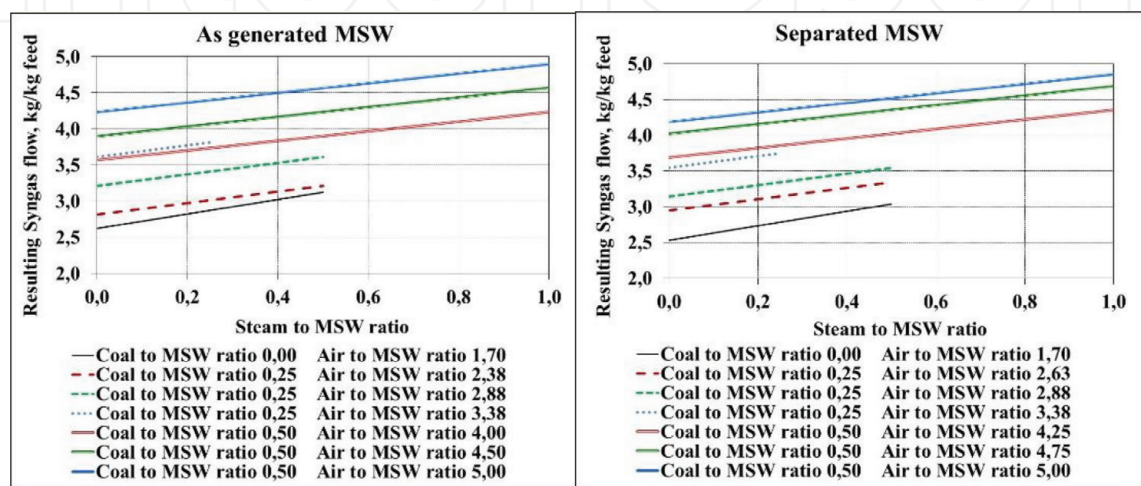 As generated MSW
Resulting Syngas flow, kg/kg feed
5,0
4,5
4,0
3,5
3,0
2,5
2,0
0,0 0,2 0,4 0,6 0,8 1,0
Steam to MSW ratio
Coal to MSW ratio 0,00 Air to MSW ratio 1,70
Coal to MSW ratio 0,25 Air to MSW ratio 2,38
Coal to MSW ratio 0,25 Air to MSW ratio 2,88
Coal to MSW ratio 0,25 Air to MSW ratio 3,38
Coal to MSW ratio 0,50 Air to MSW ratio 4,00
Coal to MSW ratio 0,50 Air to MSW ratio 4,50
Coal to MSW ratio 0,50 Air to MSW ratio 5,00
Separated MSW
Resulting Syngas flow, kg/kg feed
5,0
4,5
4,0
3,5
3,0
2,5
2,0
0,0 0,2 0,4 0,6 0,8 1,0
Steam to MSW ratio
Coal to MSW ratio 0,00 Air to MSW ratio 1,70
Coal to MSW ratio 0,25 Air to MSW ratio 2,63
Coal to MSW ratio 0,25 Air to MSW ratio 2,88
Coal to MSW ratio 0,25 Air to MSW ratio 3,38
Coal to MSW ratio 0,50 Air to MSW ratio 4,25
Coal to MSW ratio 0,50 Air to MSW ratio 4,75
Coal to MSW ratio 0,50 Air to MSW ratio 5,00